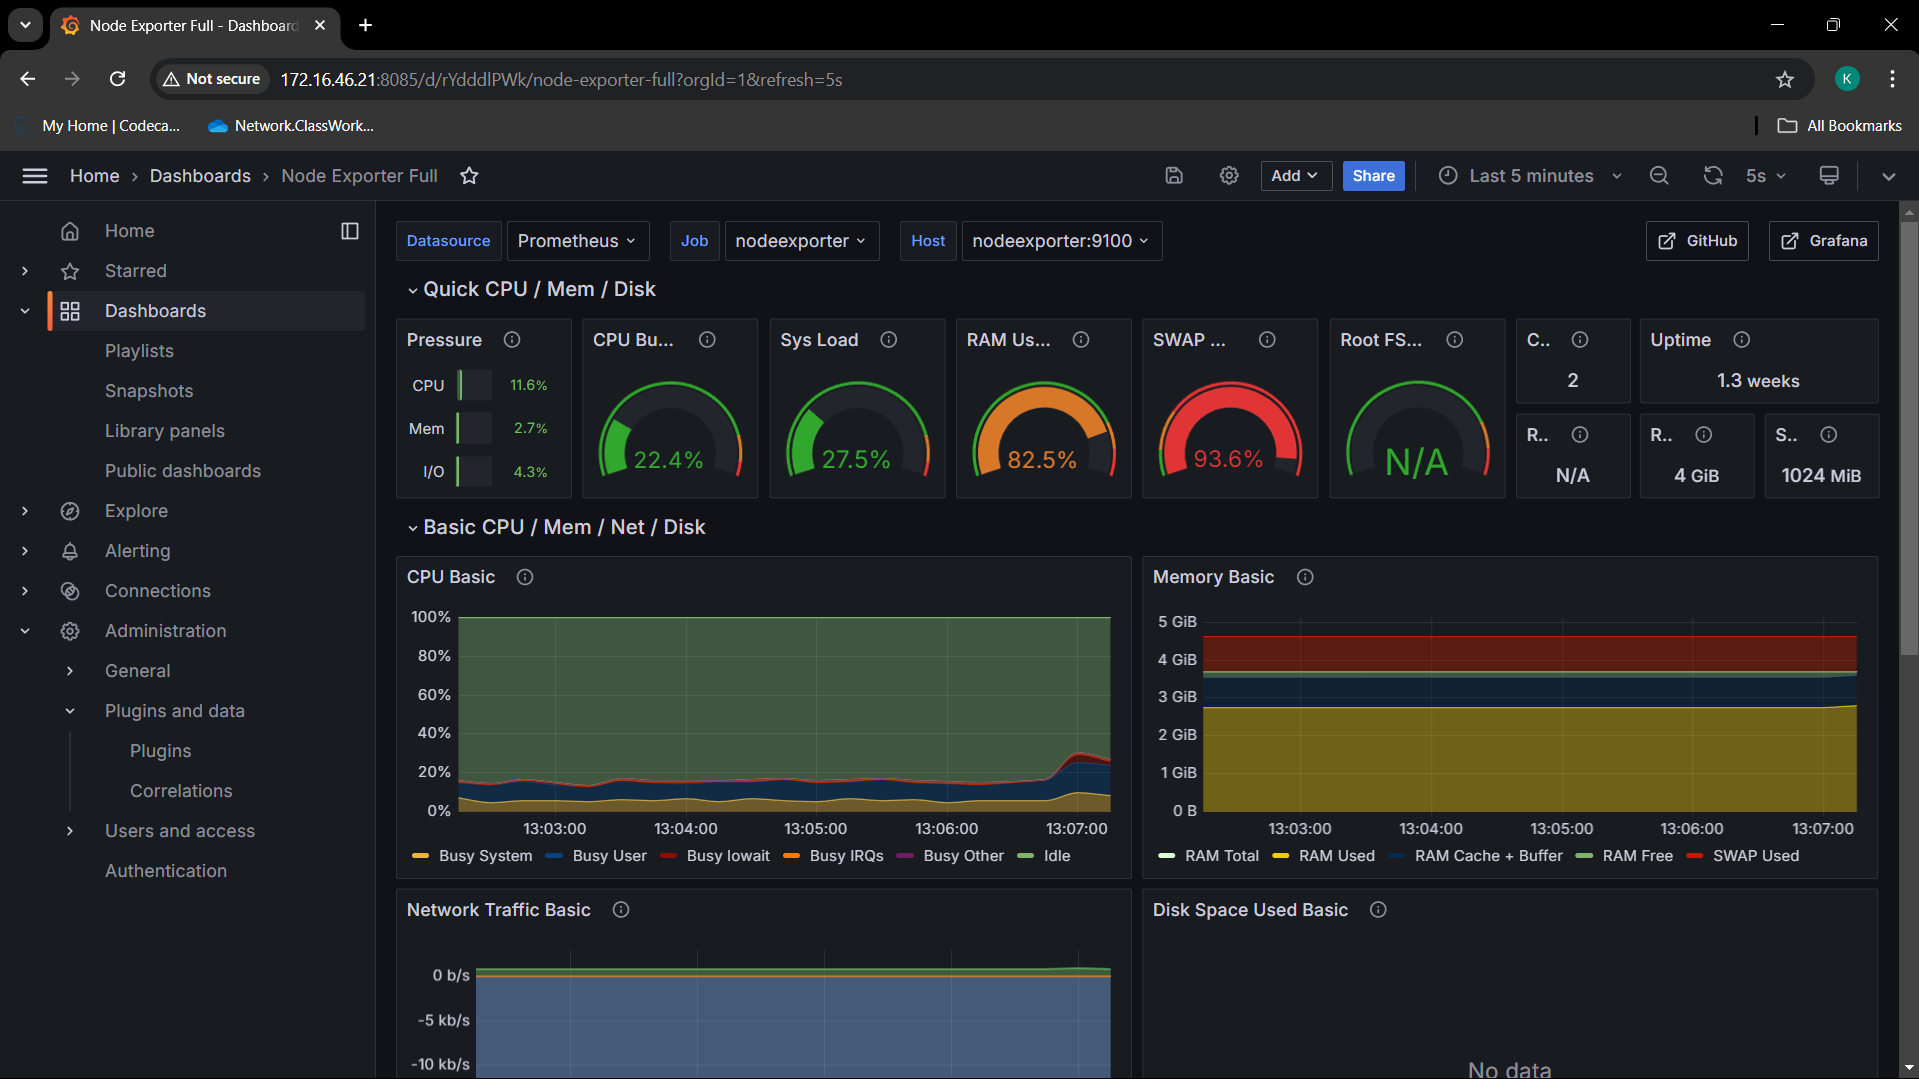 Node Exporter Full - Dashboard
Not secure 172.16.46.21:8085/d/rYdddlPWk/node-exporter-full?orgId=1&refresh=5s K
My Home | Codeca... Network.ClassWork... All Bookmarks
Home › Dashboards › Node Exporter Full Add Share Last 5 minutes 5s
Home
Starred
Dashboards
Playlists
Snapshots
Library panels
Public dashboards
Explore
Alerting
Connections
Administration
General
Plugins and data
Plugins
Correlations
Users and access
Authentication
Datasource Prometheus Job nodeexporter Host nodeexporter:9100 GitHub Grafana
Quick CPU / Mem / Disk
Pressure
CPU 11.6%
Mem 2.7%
I/O 4.3%
CPU Bu...
22.4%
Sys Load
27.5%
RAM Us...
82.5%
SWAP ...
93.6%
Root FS...
N/A
C..
2
Uptime
1.3 weeks
R..
N/A
R..
4 GiB
S..
1024 MiB
Basic CPU / Mem / Net / Disk
CPU Basic
100%
80%
60%
40%
20%
0%
13:03:00 13:04:00 13:05:00 13:06:00 13:07:00
Busy System Busy User Busy Iowait Busy IRQs Busy Other Idle
Memory Basic
5 GiB
4 GiB
3 GiB
2 GiB
1 GiB
0 B
13:03:00 13:04:00 13:05:00 13:06:00 13:07:00
RAM Total RAM Used RAM Cache + Buffer RAM Free SWAP Used
Network Traffic Basic
0 b/s
-5 kb/s
-10 kb/s
Disk Space Used Basic
No data